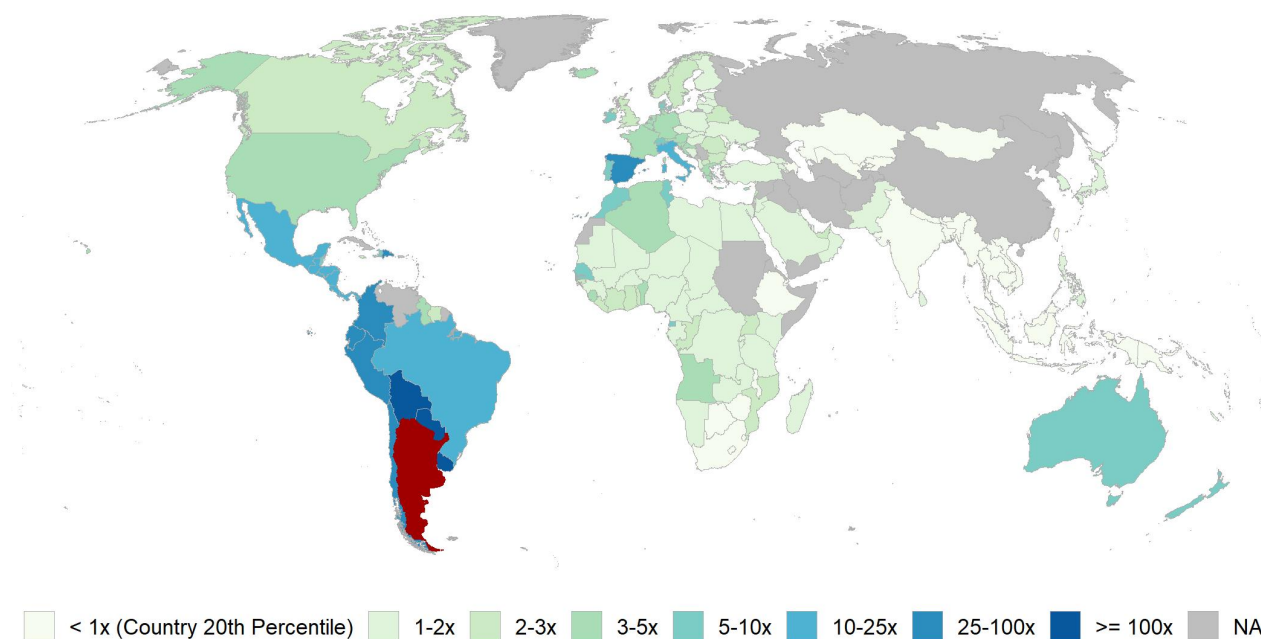 < 1x (Country 20th Percentile) 1-2x 2-3x 3-5x 5-10x 10-25x 25-100x >= 100x NA